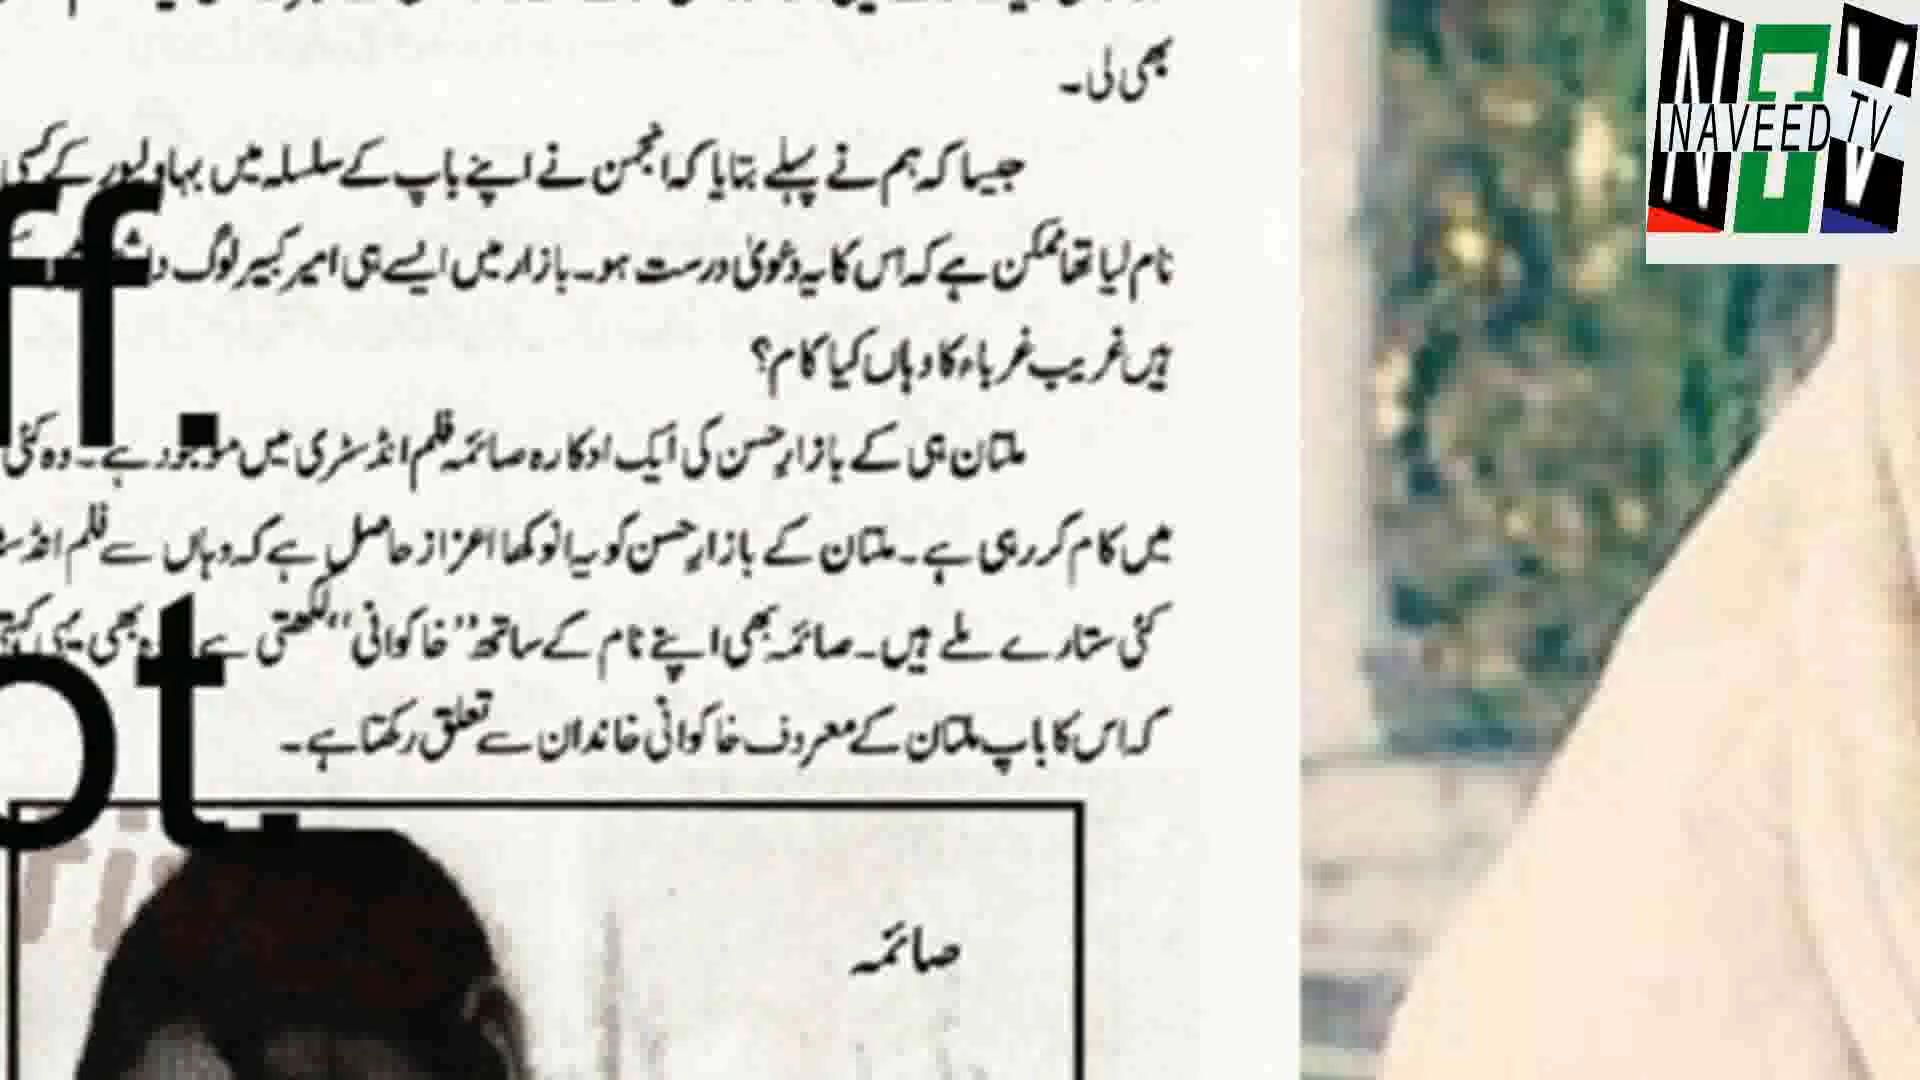 بھی لی۔
جیسا کہ ہم نے پہلے بتایا کہ انجمن نے اپنے باپ کے سلسلہ میں بہاولپور کے کسی
نام لیا تھا ممکن ہے کہ اس کا یہ دعویٰ درست ہو۔ بازار میں ایسے ہی امیر کبیر لوگ
ہیں غریب غرباء کا وہاں کیا کام؟
ملتان ہی کے بازارِ حسن کی ایک اداکارہ صائمہ فلم انڈسٹری میں موجود ہے۔ وہ کئی
میں کام کر رہی ہے۔ ملتان کے بازارِ حسن کو یہ انوکھا اعزاز حاصل ہے کہ وہاں سے فلم
کئی ستارے ملے ہیں۔ صائمہ بھی اپنے نام کے ساتھ ”خاکوانی“ لکھتی ہے وہ بھی یہی
کہ اس کا باپ ملتان کے معروف خاکوانی خاندان سے تعلق رکھتا ہے۔
صائمہ
ff.
pt.
NTV
NAVEED TV